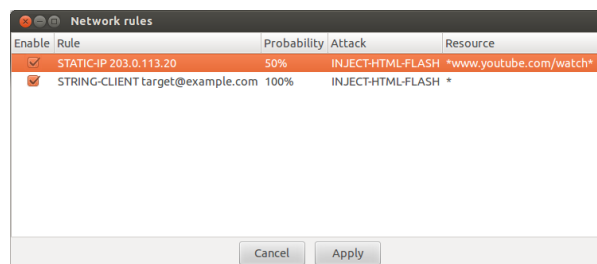 Network rules
Enable Rule Probability Attack Resource
STATIC-IP 203.0.113.20 50% INJECT-HTML-FLASH *www.youtube.com/watch*
STRING-CLIENT target@example.com 100% INJECT-HTML-FLASH *
Cancel Apply